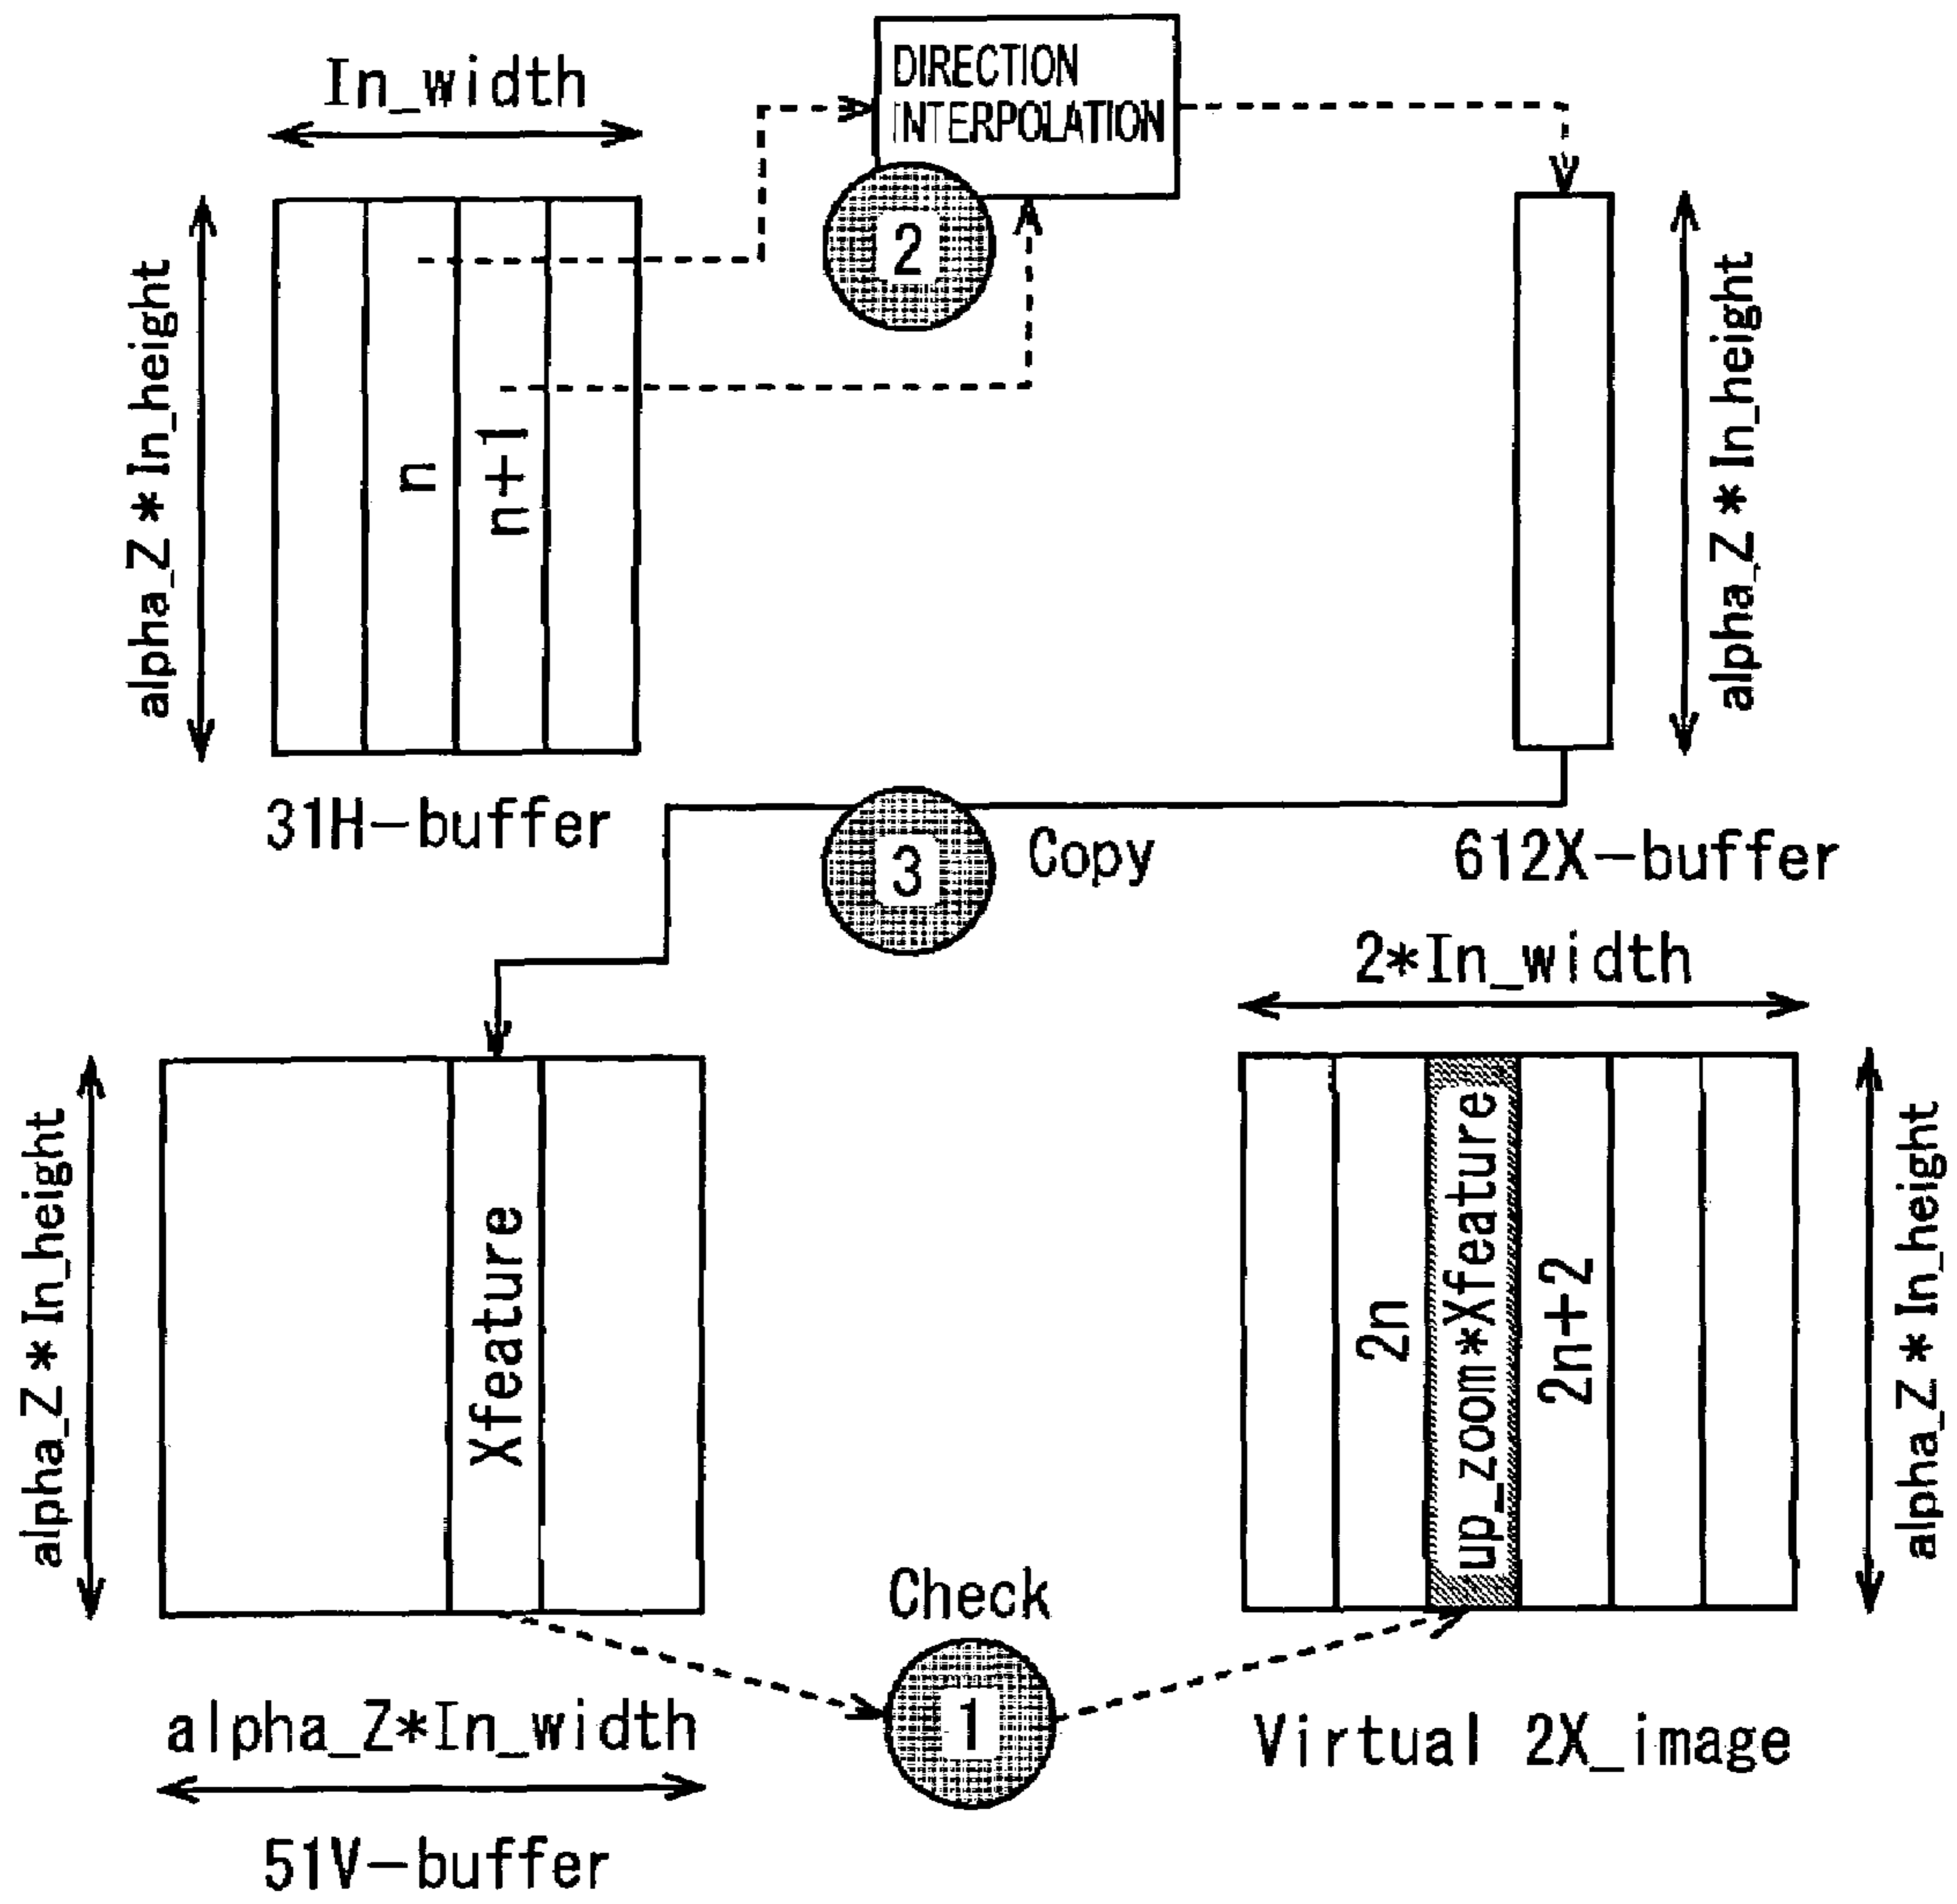 In_width
DIRECTION
INTERPOLATION
2
alpha_Z*In_height
n
n+1
alpha_Z*In_height
31H-buffer
3
Copy
612X-buffer
2*In_width
alpha_Z*In_height
Xfeature
2n
up_zoom*Xfeature
2n+2
alpha_Z*In_height
Check
1
alpha_Z*In_width
Virtual 2X_image
51V-buffer